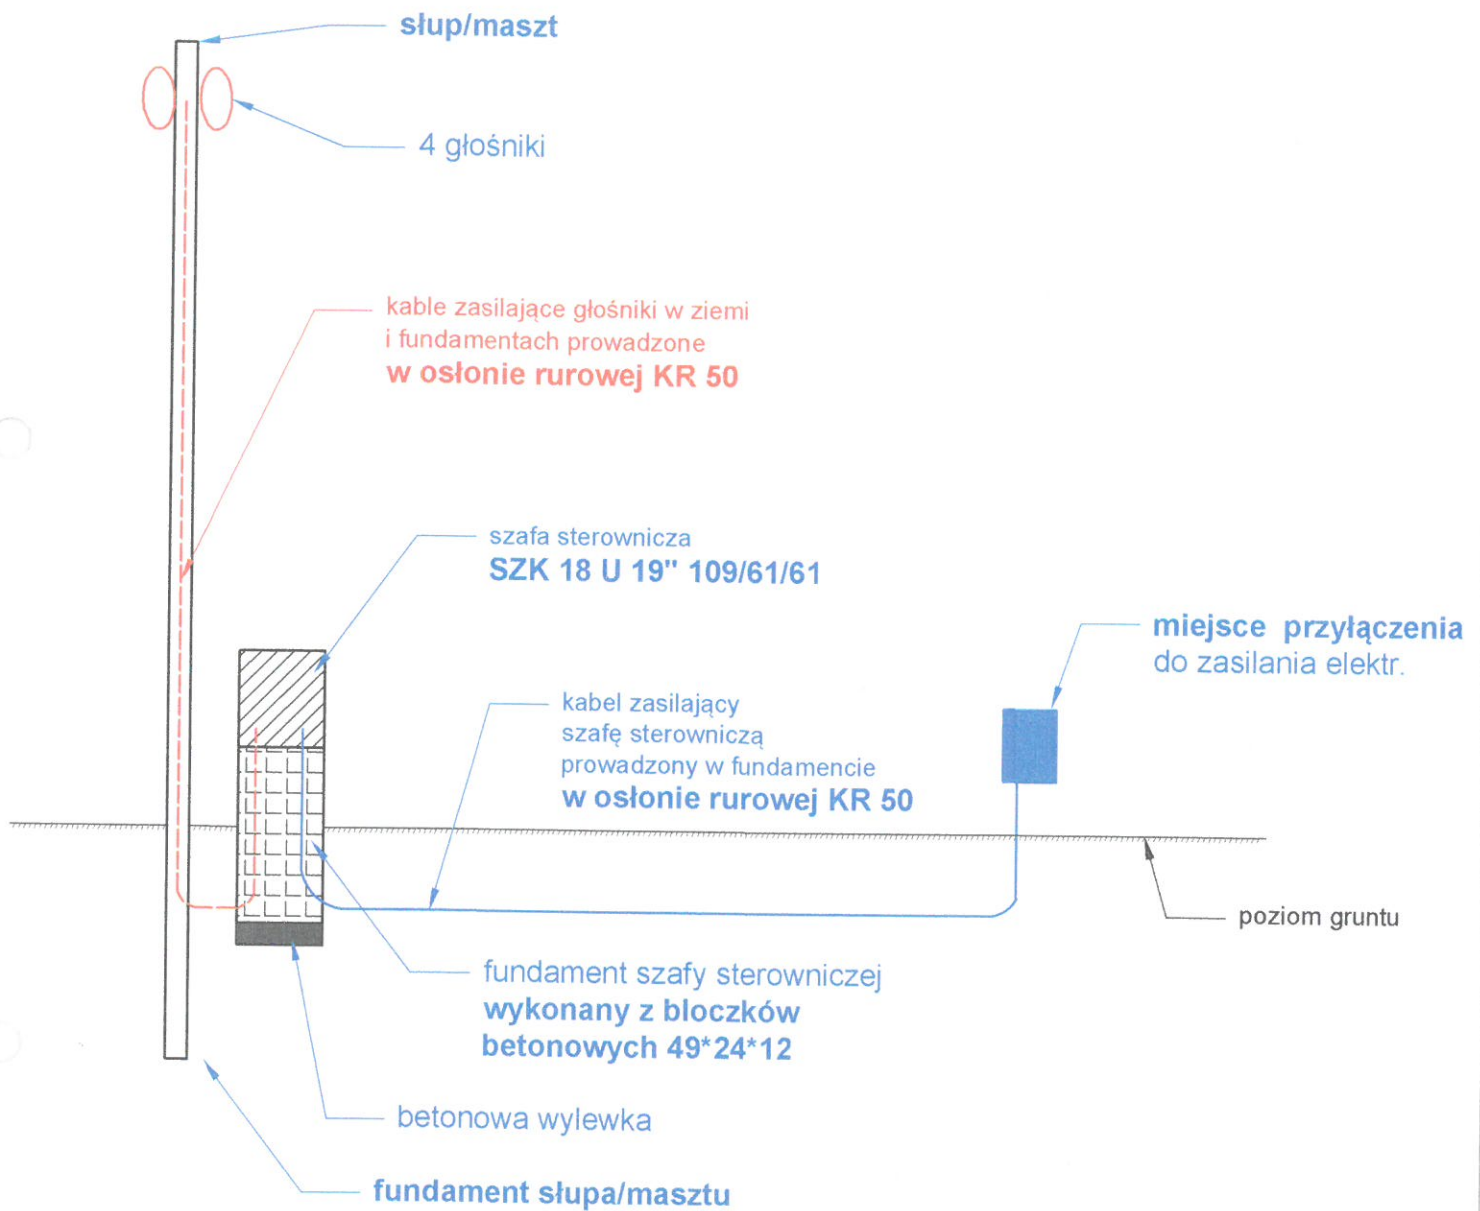 słup/maszt
4 głośniki
kable zasilające głośniki w ziemi
i fundamentach prowadzone
w osłonie rurowej KR 50
szafa sterownicza
SZK 18 U 19" 109/61/61
miejsce przyłączenia
do zasilania elektr.
kabel zasilający
szafę sterowniczą
prowadzony w fundamencie
w osłonie rurowej KR 50
poziom gruntu
fundament szafy sterowniczej
wykonany z bloczków
betonowych 49*24*12
betonowa wylewka
fundament słupa/masztu